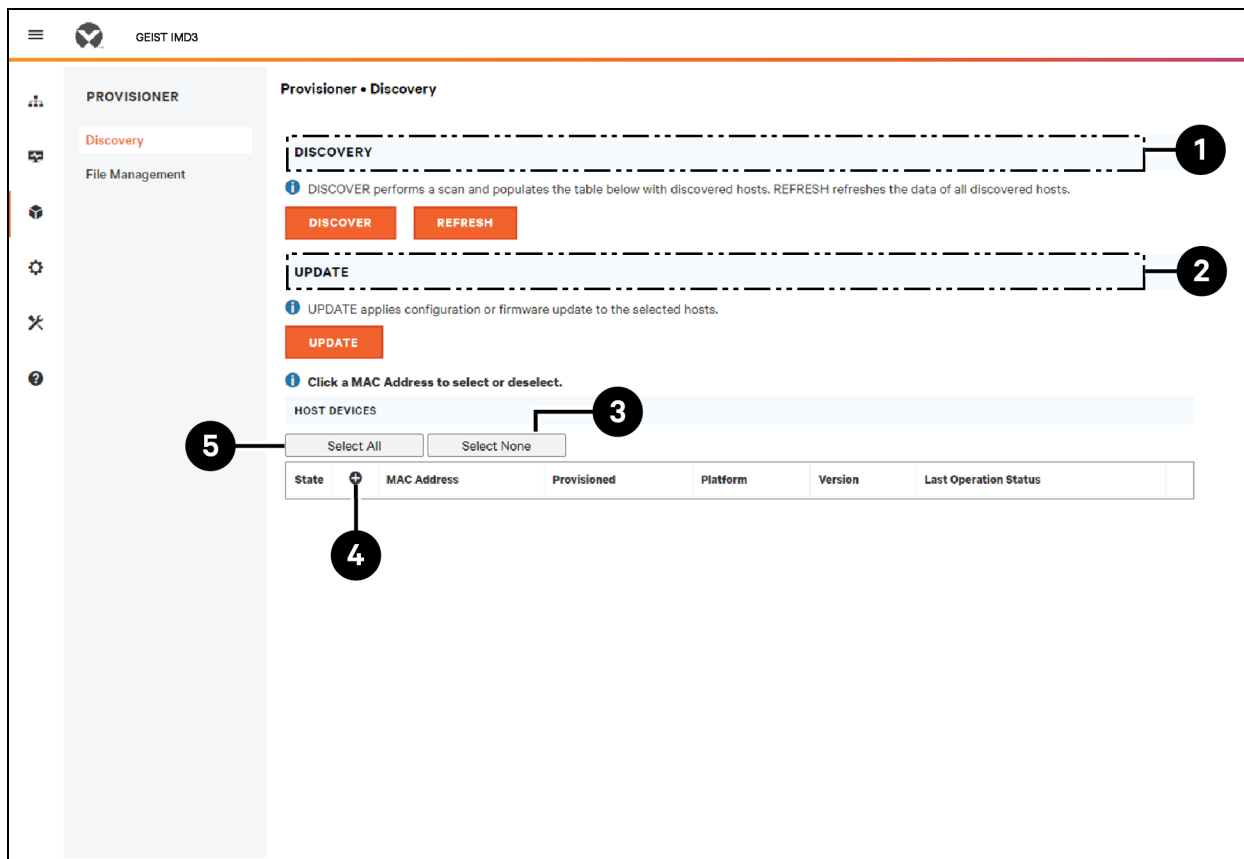 GEIST IMD3
PROVISIONER
Discovery
File Management
Provisioner • Discovery
DISCOVERY
1
DISCOVER performs a scan and populates the table below with discovered hosts. REFRESH refreshes the data of all discovered hosts.
DISCOVER REFRESH
UPDATE
2
UPDATE applies configuration or firmware update to the selected hosts.
UPDATE
Click a MAC Address to select or deselect.
HOST DEVICES
3
5
Select All Select None
State MAC Address Provisioned Platform Version Last Operation Status
4